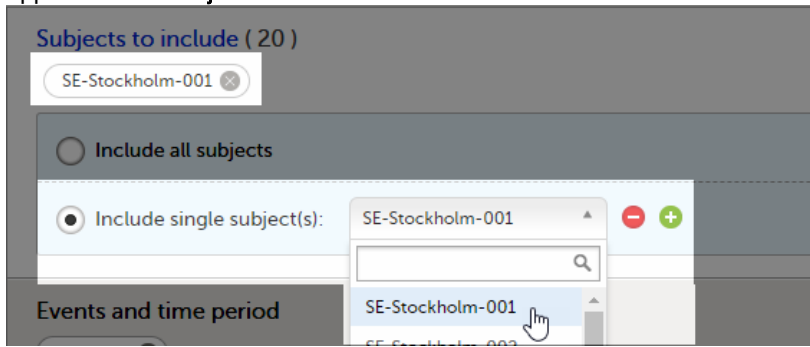 Subjects to include ( 20 )
SE-Stockholm-001
Include all subjects
Include single subject(s):
SE-Stockholm-001
SE-Stockholm-001
Events and time period